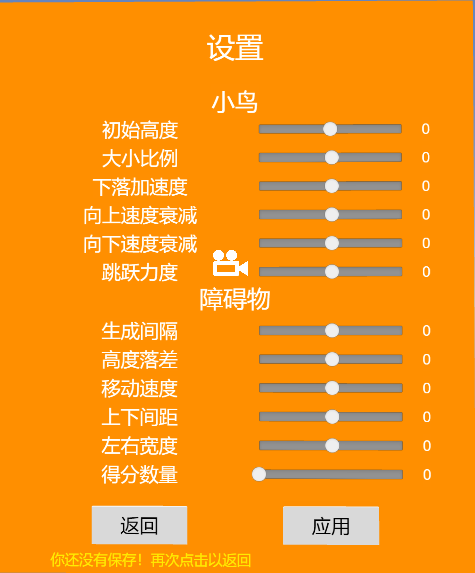 设置
小鸟
初始高度 0
大小比例 0
下落加速度 0
向上速度衰减 0
向下速度衰减 0
跳跃力度 0
障碍物
生成间隔 0
高度落差 0
移动速度 0
上下间距 0
左右宽度 0
得分数量 0
返回 应用
你还没有保存！再次点击以返回